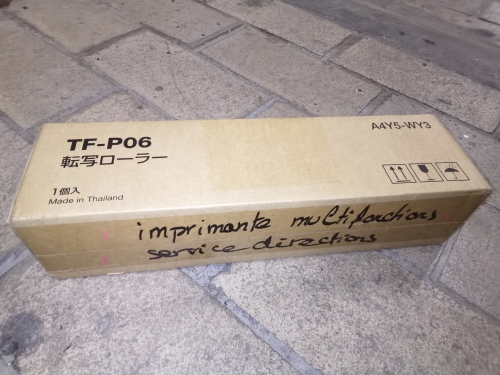 TF-P06
転写ローラー
1個入
Made in Thailand
A4Y5-WY3
imprimante multifonctions
service directions